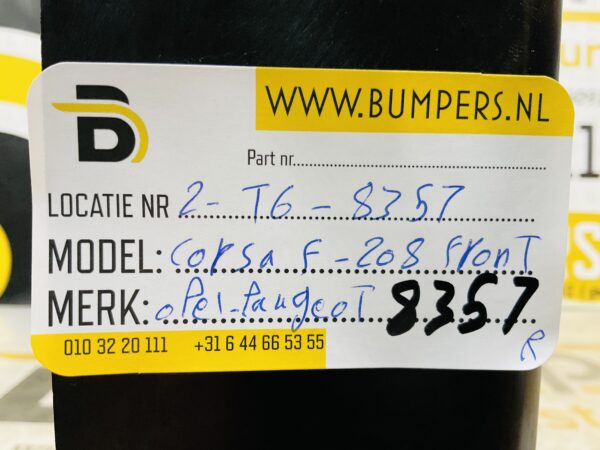 WWW.BUMPERS.NL
B
Part nr
LOCATIE NR 2-T6-8357
MODEL: Corsa F-208 FronT
MERK: oPel-PaugeoT 8357
R
010 32 20 111 +31 6 44 66 53 55